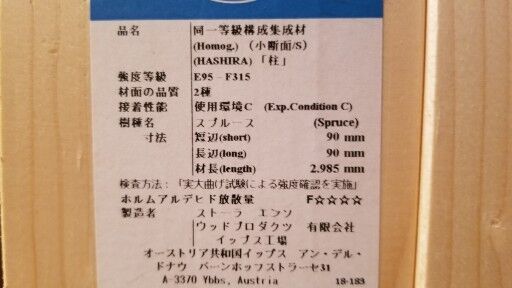 品名 同一等級構成集成材
(Homog.) (小断面/S)
(HASHIRA) 「柱」
強度等級 E95－F315
材面の品質 2種
接着性能 使用環境C (Exp.Condition C)
樹種名 スプルース (Spruce)
寸法 短辺(short) 90 mm
長辺(long) 90 mm
材長(length) 2.985 mm
検査方法：「実大曲げ試験による強度確認を実施」
ホルムアルデヒド放散量 F☆☆☆☆
製造者 ストーラ エンソ
ウッドプロダクツ 有限会社
イップス工場
オーストリア共和国イップス アン・デル・
ドナウ バーンホッフストラーセ31
A-3370 Ybbs, Austria 18-183